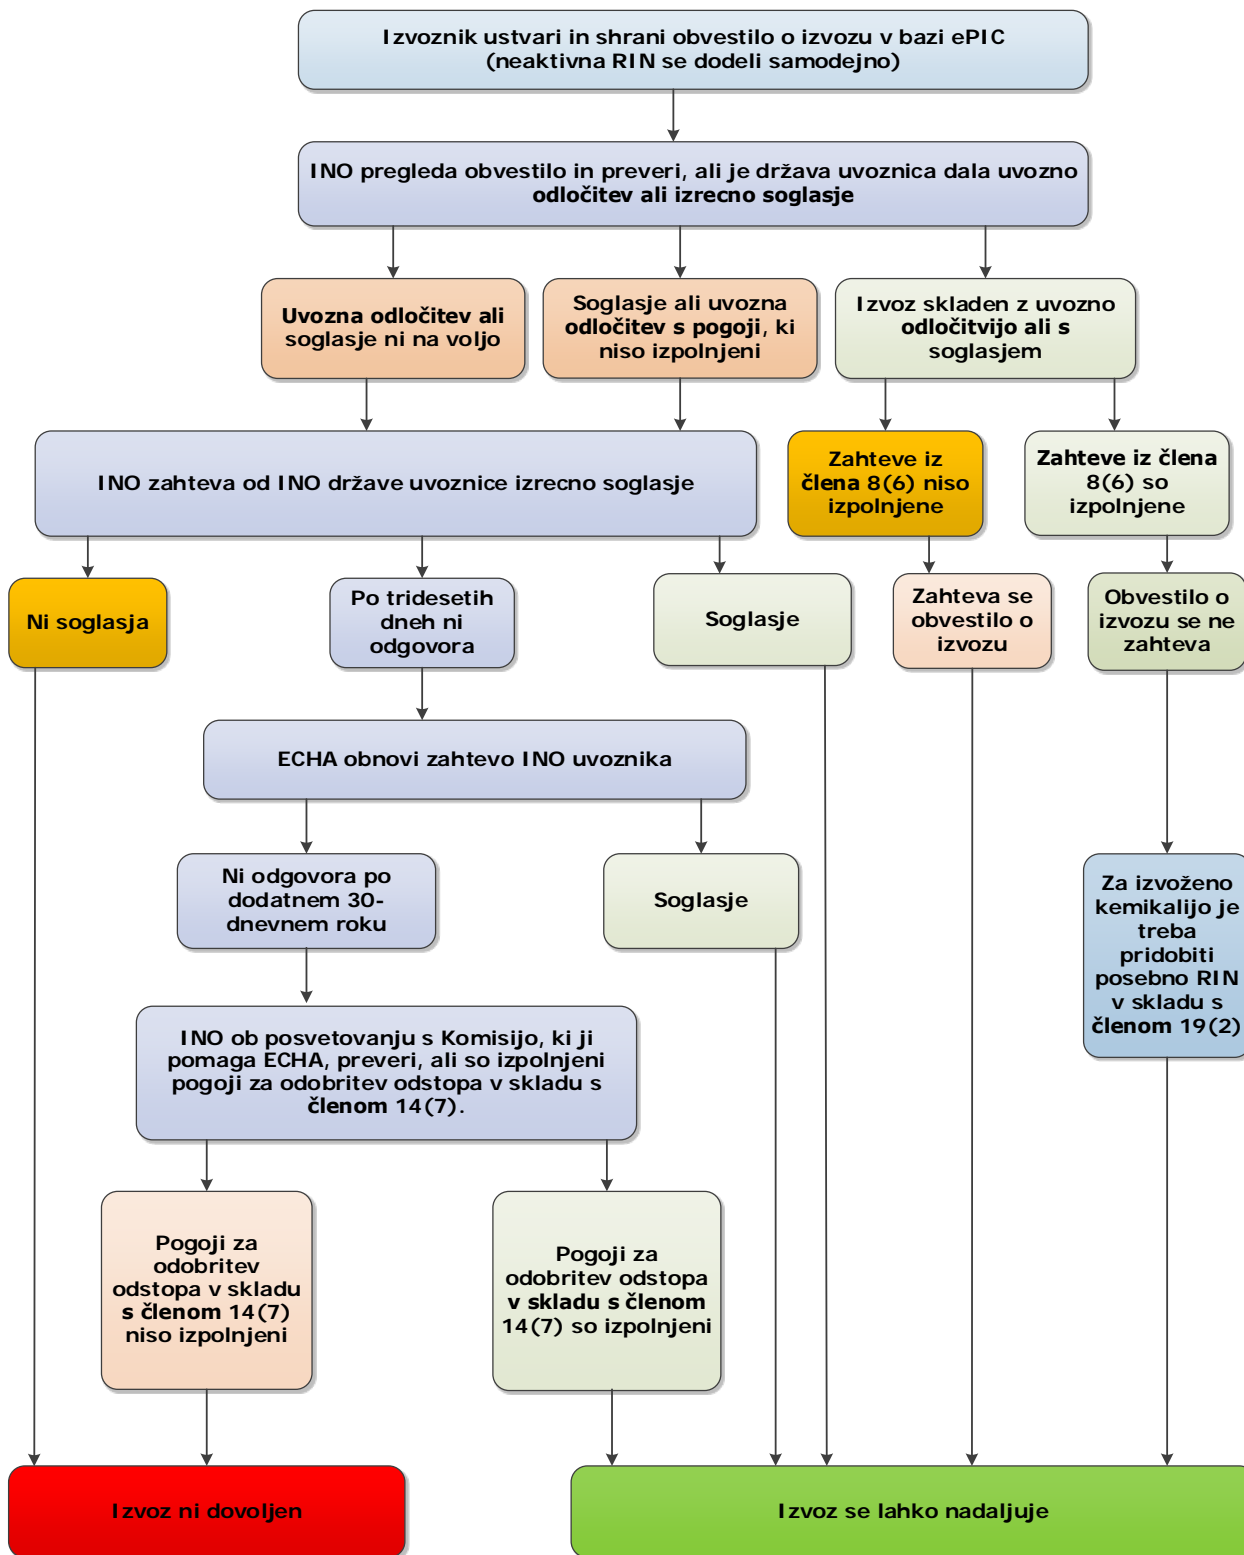 Izvoznik ustvari in shrani obvestilo o izvozu v bazi ePIC
(neaktivna RIN se dodeli samodejno)
INO pregleda obvestilo in preveri, ali je država uvoznica dala uvozno
odločitev ali izrecno soglasje
Uvozna odločitev ali
soglasje ni na voljo
Soglasje ali uvozna
odločitev s pogoji, ki
niso izpolnjeni
Izvoz skladen z uvozno
odločitvijo ali s
soglasjem
INO zahteva od INO države uvoznice izrecno soglasje
Zahteve iz
člena 8(6) niso
izpolnjene
Zahteve iz člena
8(6) so
izpolnjene
Ni soglasja
Po tridesetih
dneh ni
odgovora
Soglasje
Zahteva se
obvestilo o
izvozu
Obvestilo o
izvozu se ne
zahteva
ECHA obnovi zahtevo INO uvoznika
Ni odgovora po
dodatnem 30-
dnevnem roku
Soglasje
Za izvoženo
kemikalijo je
treba
pridobiti
posebno RIN
v skladu s
členom 19(2)
INO ob posvetovanju s Komisijo, ki ji
pomaga ECHA, preveri, ali so izpolnjeni
pogoji za odobritev odstopa v skladu s
členom 14(7).
Pogoji za
odobritev
odstopa v skladu
s členom 14(7)
niso izpolnjeni
Pogoji za
odobritev odstopa
v skladu s členom
14(7) so izpolnjeni
Izvoz ni dovoljen
Izvoz se lahko nadaljuje